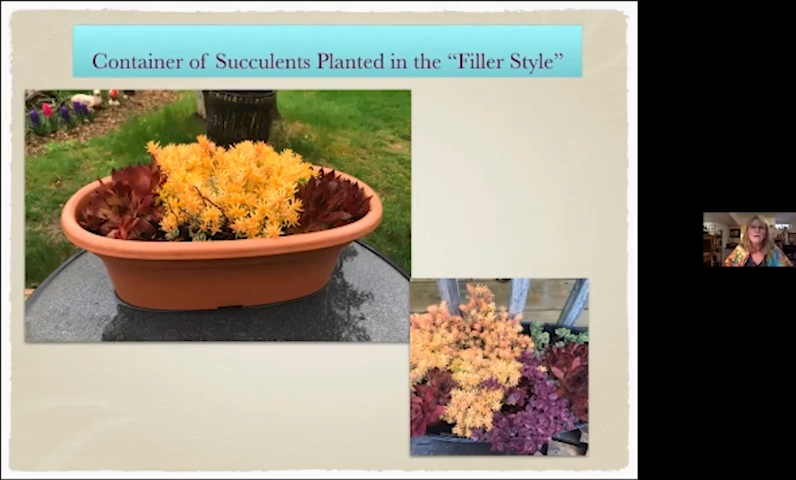 Container of Succulents Planted in the “Filler Style”